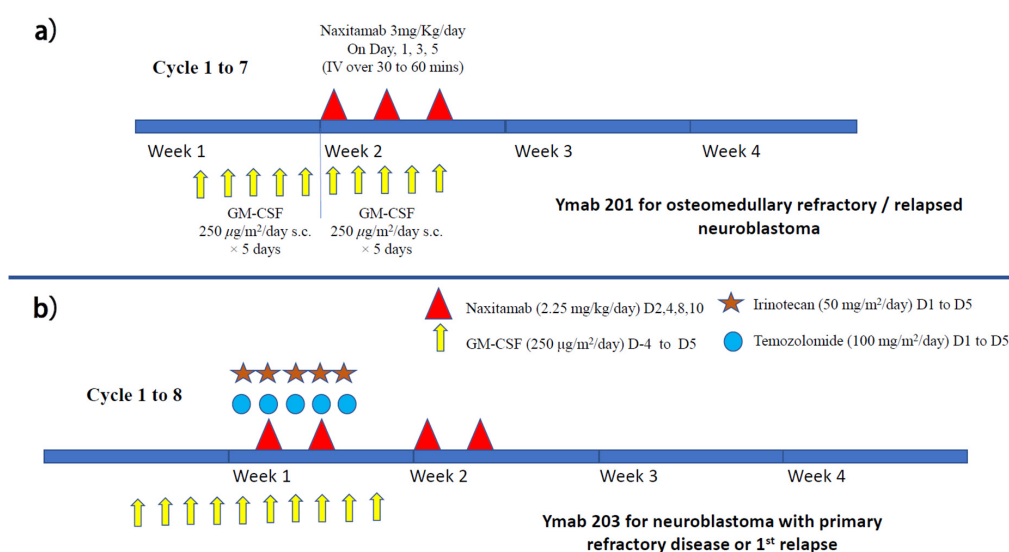 a)
Naxitamab 3mg/Kg/day
On Day, 1, 3, 5
(IV over 30 to 60 mins)
Cycle 1 to 7
Week 1
Week 2
Week 3
Week 4
GM-CSF
250 μg/m²/day s.c.
× 5 days
GM-CSF
250 μg/m²/day s.c.
× 5 days
Ymab 201 for osteomedullary refractory / relapsed
neuroblastoma
b)
Naxitamab (2.25 mg/kg/day) D2,4,8,10
Irinotecan (50 mg/m²/day) D1 to D5
GM-CSF (250 μg/m²/day) D-4 to D5
Temozolomide (100 mg/m²/day) D1 to D5
Cycle 1 to 8
Week 1
Week 2
Week 3
Week 4
Ymab 203 for neuroblastoma with primary
refractory disease or 1st relapse